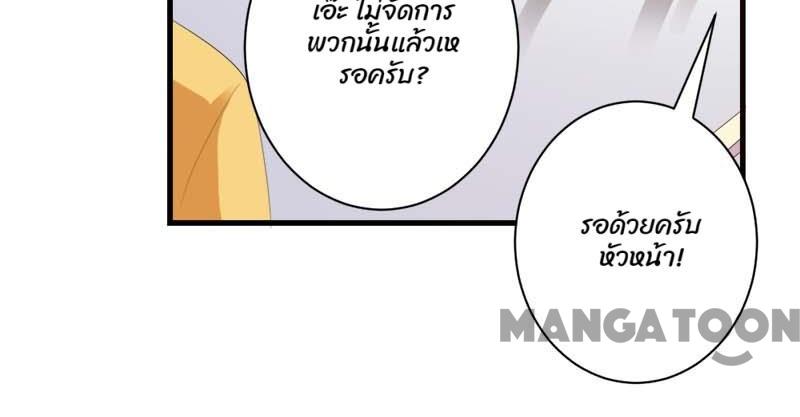 เอ๊ะ ไม่จัดการ
พวกนั้นแล้วเห
รอครับ?
รอด้วยครับ
หัวหน้า!
MANGATOON